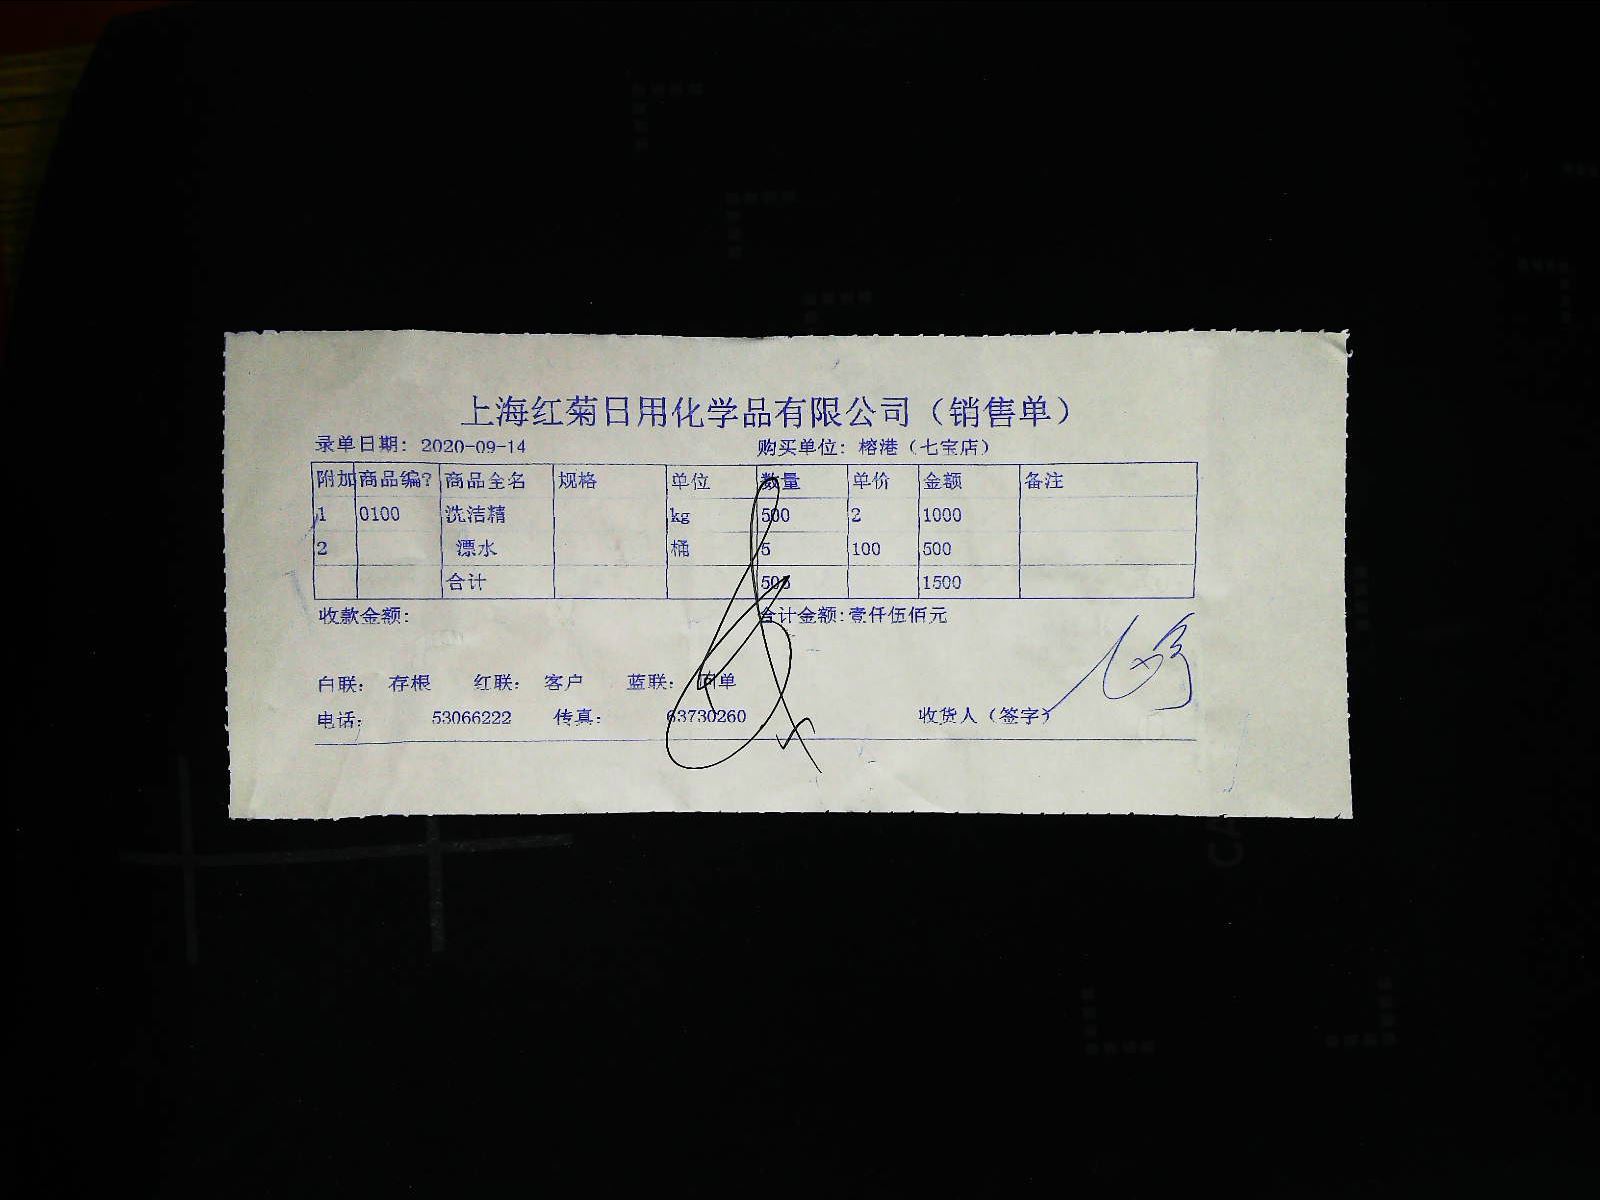 上海红菊日用化学品有限公司（销售单）
录单日期: 2020-09-14 购买单位: 榕港（七宝店）
附加 商品编? 商品全名 规格 单位 数量 单价 金额 备注
1 0100 洗洁精 kg 500 2 1000
2 漂水 桶 5 100 500
合计 505 1500
收款金额: 合计金额:壹仟伍佰元
白联: 存根 红联: 客户 蓝联: 回单
电话: 53066222 传真: 63730260 收货人（签字）